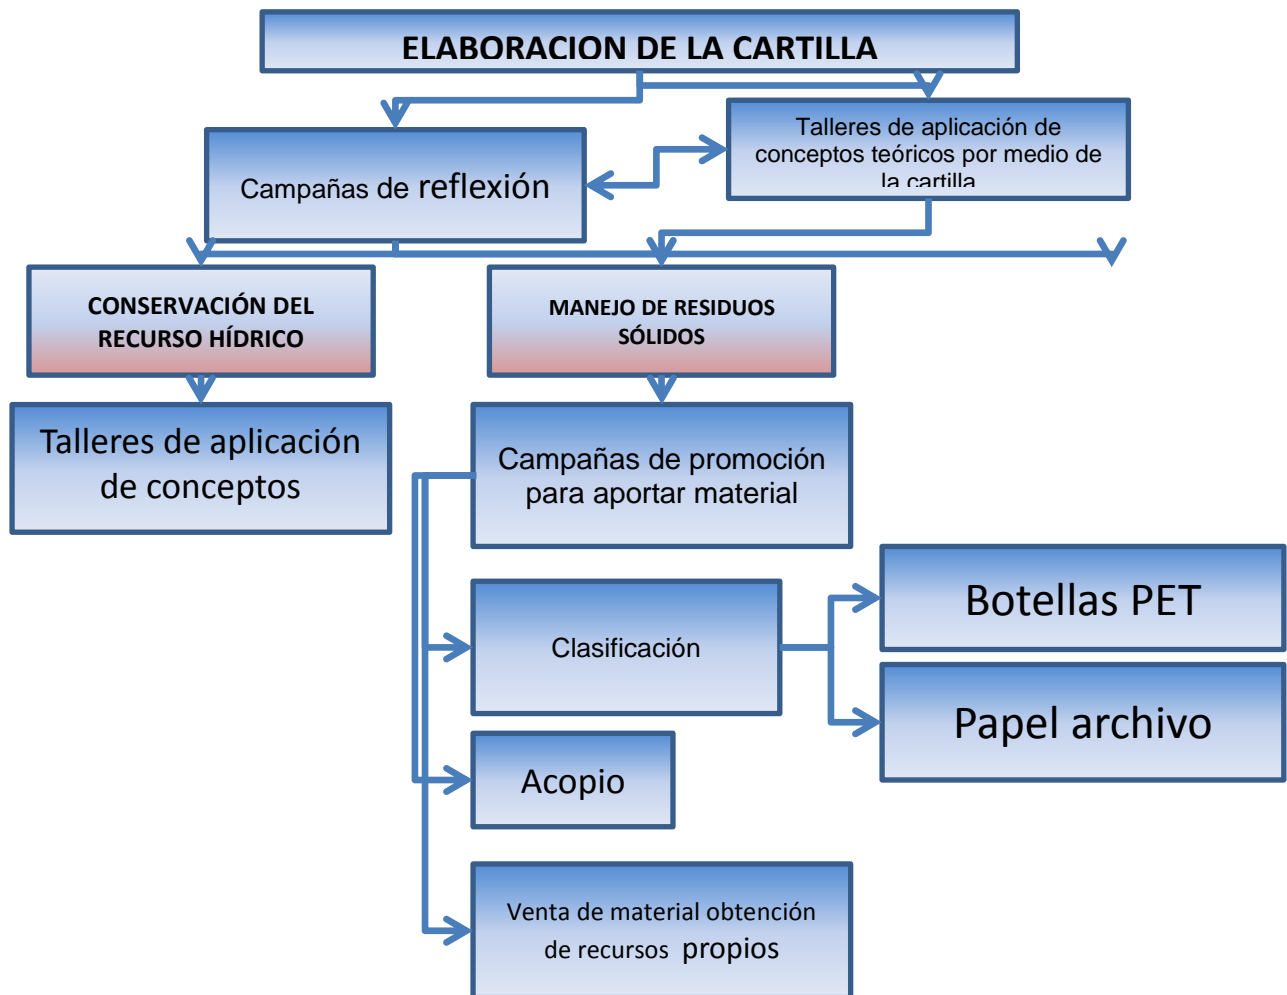 ELABORACION DE LA CARTILLA
Talleres de aplicación de
conceptos teóricos por medio de
la cartilla
Campañas de reflexión
CONSERVACIÓN DEL
RECURSO HÍDRICO
MANEJO DE RESIDUOS
SÓLIDOS
Talleres de aplicación
de conceptos
Campañas de promoción
para aportar material
Botellas PET
Clasificación
Papel archivo
Acopio
Venta de material obtención
de recursos propios